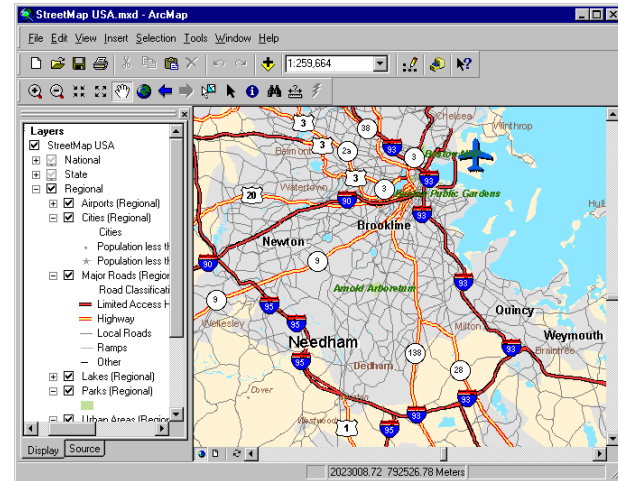 StreetMap USA.mxd - ArcMap
File Edit View Insert Selection Tools Window Help
1:259,664
Layers
StreetMap USA
National
State
Regional
Airports (Regional)
Cities (Regional)
Cities
Population less th
Population less th
Major Roads (Region
Road Classificati
Limited Access H
Highway
Local Roads
Ramps
Other
Lakes (Regional)
Parks (Regional)
Urban Areas (Region
Display Source
Chelsea
Winthrop
3
38
Belmont
3
2a
93
3
3
Watertown
3
93
20
90
Public Gardens
Hull
93
Brookline
Newton
9
90
Arnold Arboretum
93
9
95
Quincy
Wellesley
95
Milton
Weymouth
Needham
93
Braintree
95
138
Dedham
28
Dover
93
93
Westwood
1
95
2023008.72 792526.78 Meters